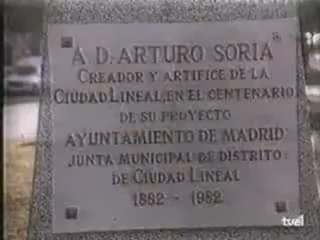 A D. ARTURO SORIA
CREADOR Y ARTIFICE DE LA
CIUDAD LINEAL, EN EL CENTENARIO
DE SU PROYECTO
AYUNTAMIENTO DE MADRID
JUNTA MUNICIPAL DE DISTRITO
DE CIUDAD LINEAL
1882 - 1982
tve1